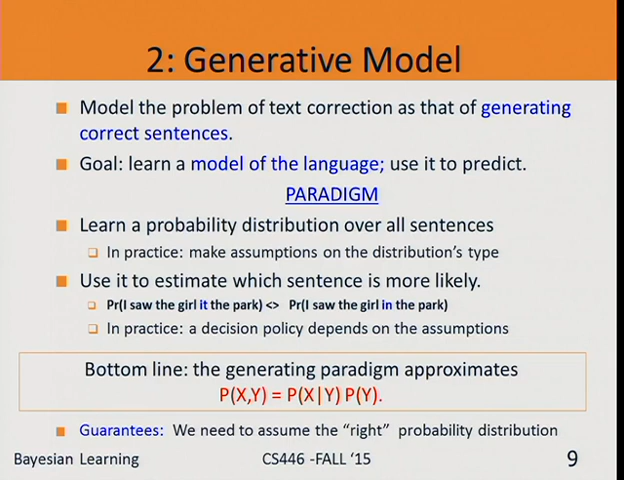 2: Generative Model
Model the problem of text correction as that of generating
correct sentences.
Goal: learn a model of the language; use it to predict.
PARADIGM
Learn a probability distribution over all sentences
In practice: make assumptions on the distribution's type
Use it to estimate which sentence is more likely.
Pr(I saw the girl it the park) <> Pr(I saw the girl in the park)
In practice: a decision policy depends on the assumptions
Bottom line: the generating paradigm approximates
P(X,Y) = P(X|Y) P(Y).
Guarantees: We need to assume the “right” probability distribution
Bayesian Learning CS446 -FALL ‘15 9